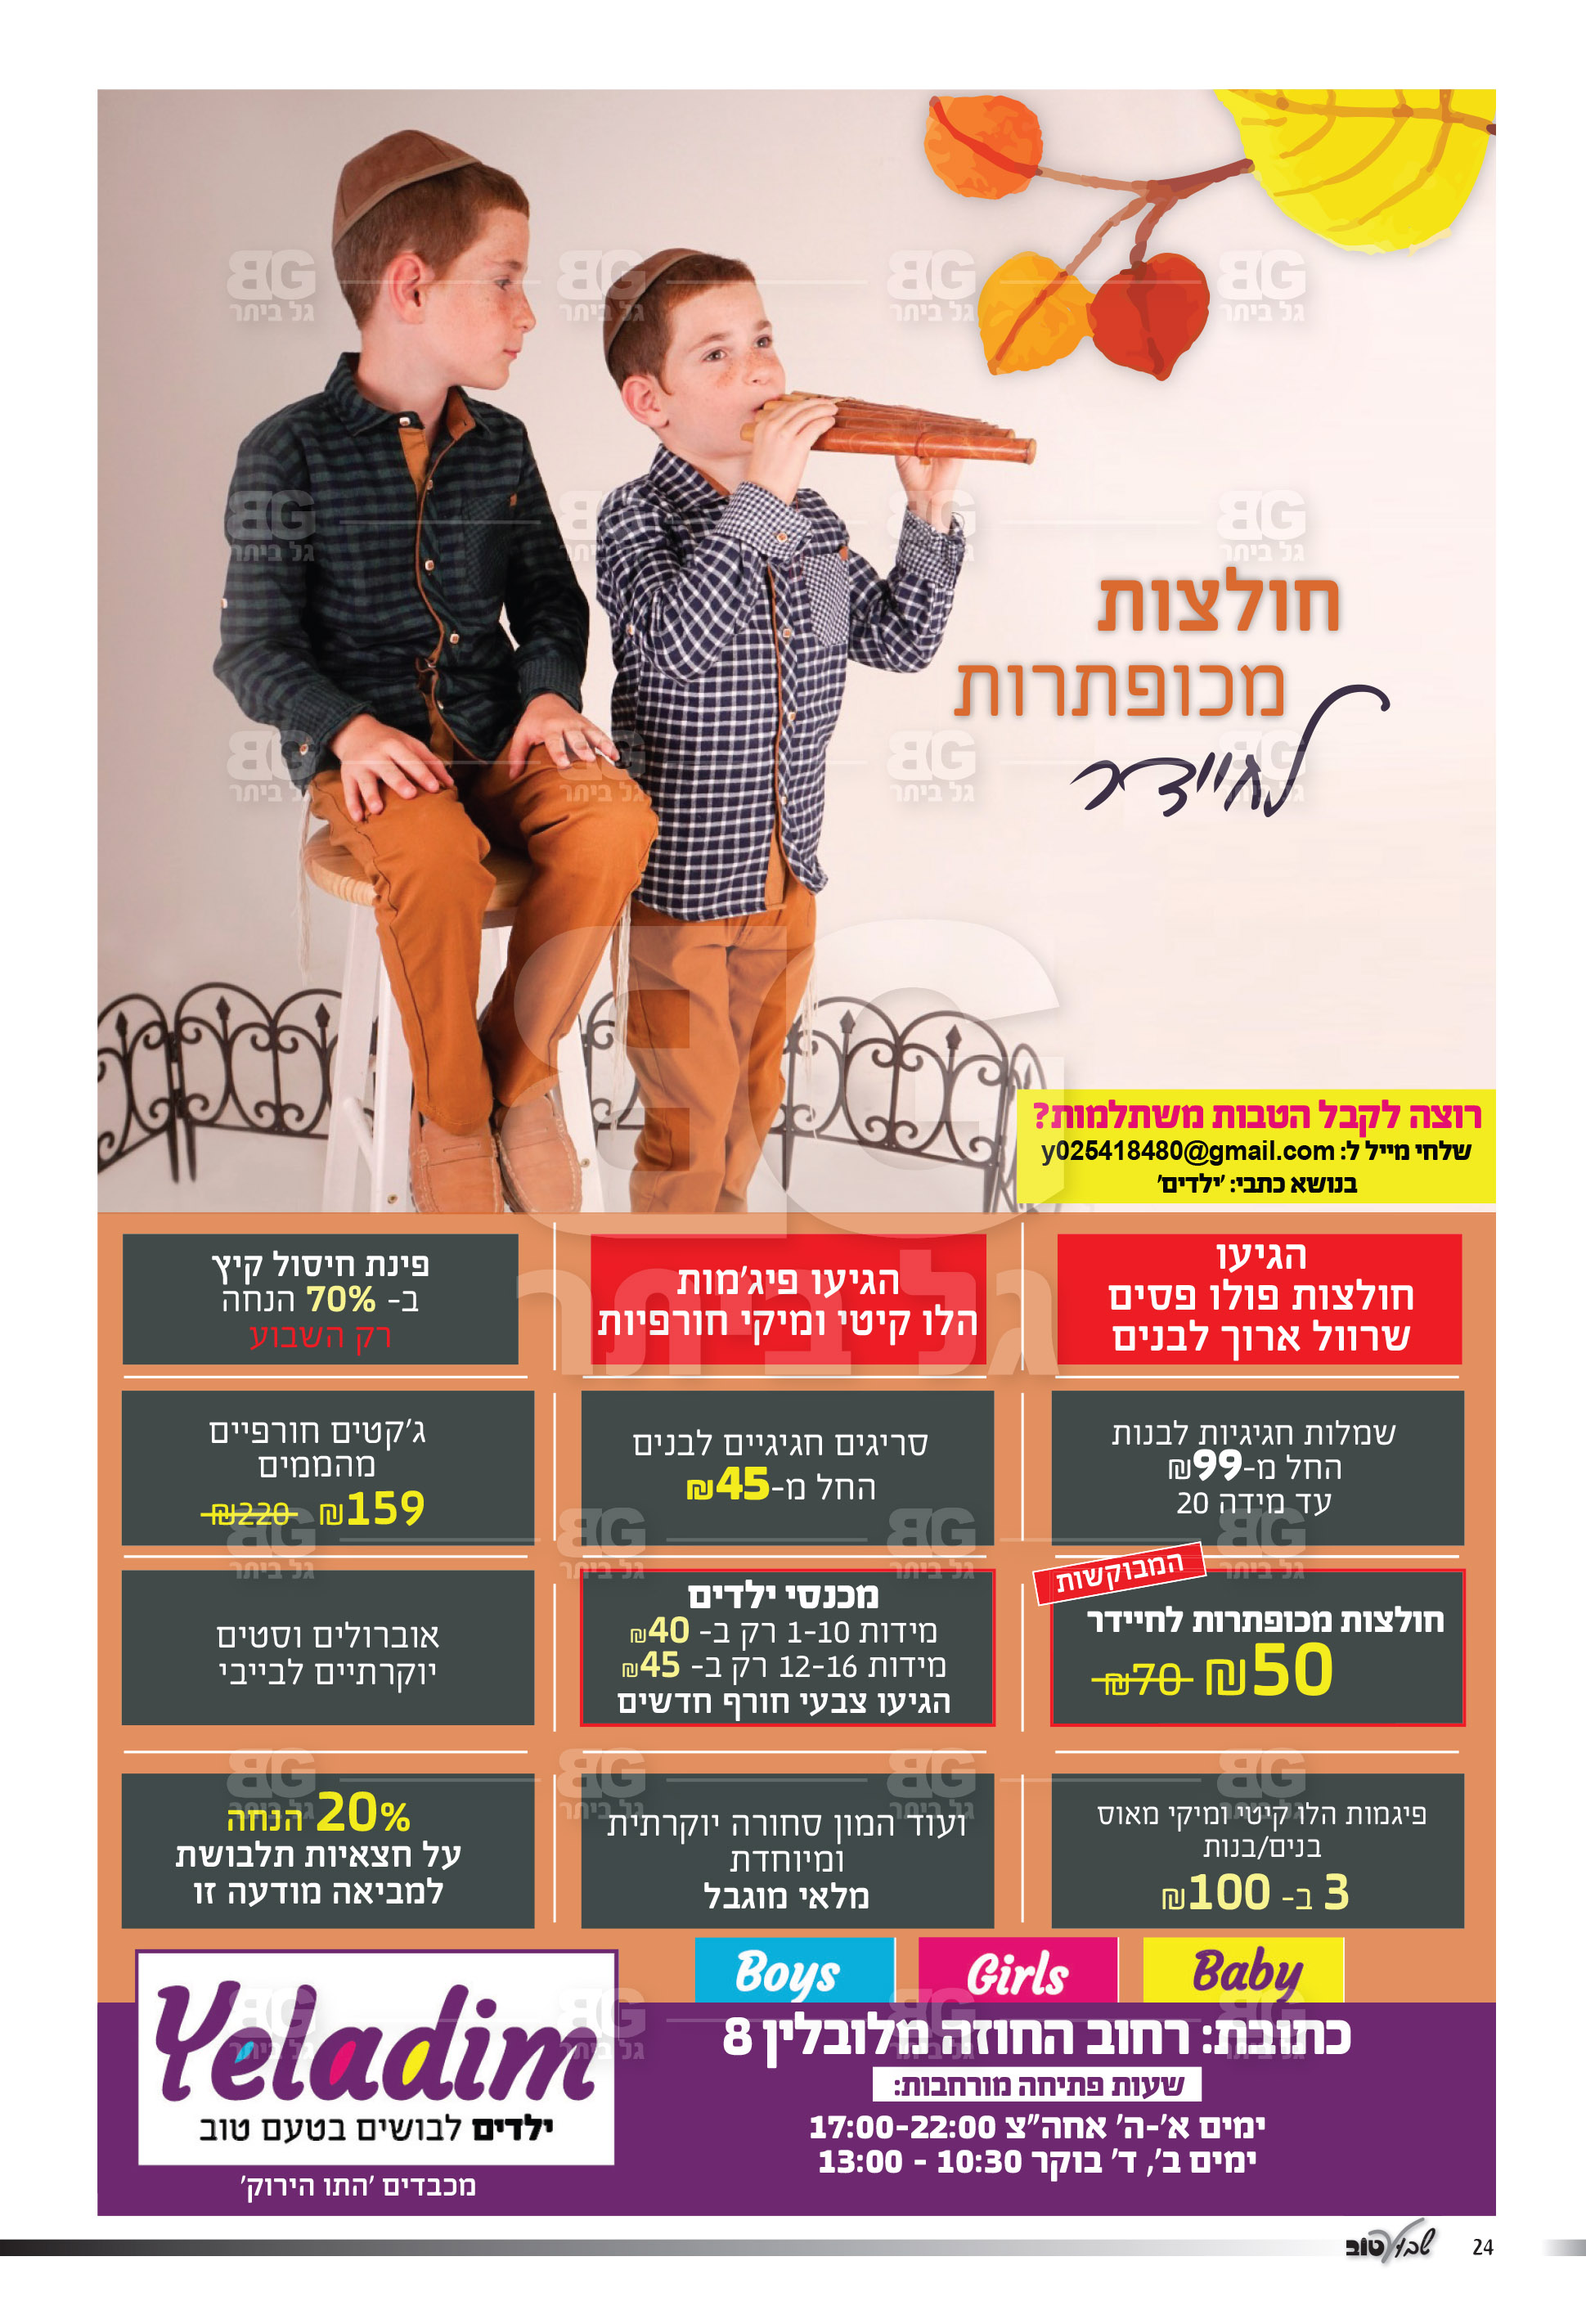 חולצות
מכופתרות
לחיידר
רוצה לקבל הטבות משתלמות?
שלחי מייל ל: y025418480@gmail.com
בנושא כתבי: 'ילדים'
הגיעו
חולצות פולו פסים
שרוול ארוך לבנים
הגיעו פיג'מות
הלו קיטי ומיקי חורפיות
פינת חיסול קיץ
ב- 70% הנחה
רק השבוע
שמלות חגיגיות לבנות
החל מ-99₪
עד מידה 20
סריגים חגיגיים לבנים
החל מ-45₪
ג'קטים חורפיים
מהממים
159₪ 220₪
המבוקשות
חולצות מכופתרות לחיידר
50₪ 70₪
מכנסי ילדים
מידות 1-10 רק ב- 40₪
מידות 12-16 רק ב- 45₪
הגיעו צבעי חורף חדשים
אוברולים וסטים
יוקרתיים לבייבי
פיגמות הלו קיטי ומיקי מאוס
בנים/בנות
3 ב- 100₪
ועוד המון סחורה יוקרתית
ומיוחדת
מלאי מוגבל
20% הנחה
על חצאיות תלבושת
למביאה מודעה זו
Boys Girls Baby
כתובת: רחוב החוזה מלובלין 8
שעות פתיחה מורחבות:
ימים א'-ה' אחה"צ 17:00-22:00
ימים ב', ד' בוקר 10:30 - 13:00
Yeladim
ילדים לבושים בטעם טוב
מכבדים 'התו הירוק'
שבוע טוב
24
BG
גל ביתר